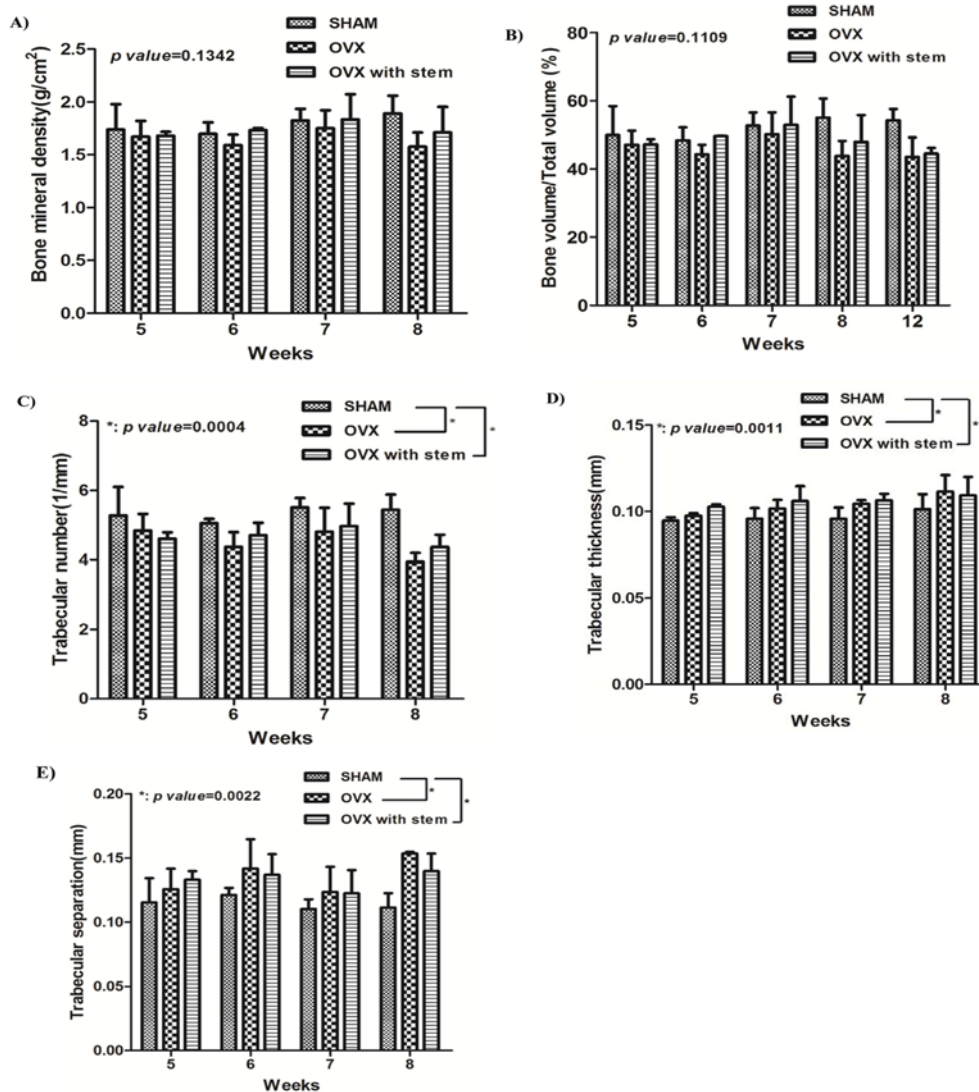 A)
SHAM
OVX
OVX with stem
p value=0.1342
Bone mineral density(g/cm2)
2.5
2.0
1.5
1.0
0.5
0.0
5 6 7 8
Weeks
B)
SHAM
OVX
OVX with stem
p value=0.1109
Bone volume/Total volume (%)
80
60
40
20
0
5 6 7 8 12
Weeks
C)
SHAM
OVX *
OVX with stem *
*: p value=0.0004
Trabecular number(1/mm)
8
6
4
2
0
5 6 7 8
Weeks
D)
SHAM
OVX *
OVX with stem *
*: p value=0.0011
Trabecular thickness(mm)
0.15
0.10
0.05
0.00
5 6 7 8
Weeks
E)
SHAM
OVX *
OVX with stem *
*: p value=0.0022
Trabecular separation(mm)
0.20
0.15
0.10
0.05
0.00
5 6 7 8
Weeks